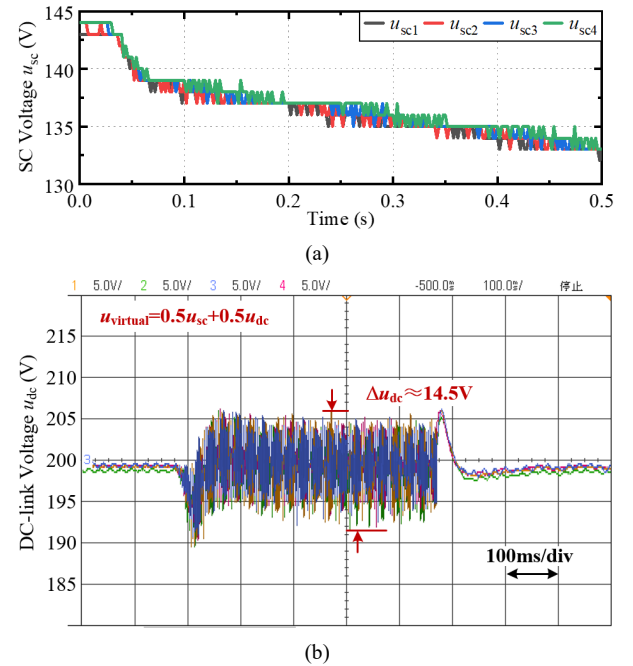 (a)
u_sc1 u_sc2 u_sc3 u_sc4
SC Voltage u_sc (V)
145
140
135
130
0.0 0.1 0.2 0.3 0.4 0.5
Time (s)
(a)
1 5.0V/ 2 5.0V/ 3 5.0V/ 4 5.0V/ -500.0ms 100.0ms/ 停止
u_virtual=0.5u_sc+0.5u_dc
DC-link Voltage u_dc (V)
215
210
Δu_dc≈14.5V
205
200
3
195
190
100ms/div
185
(b)